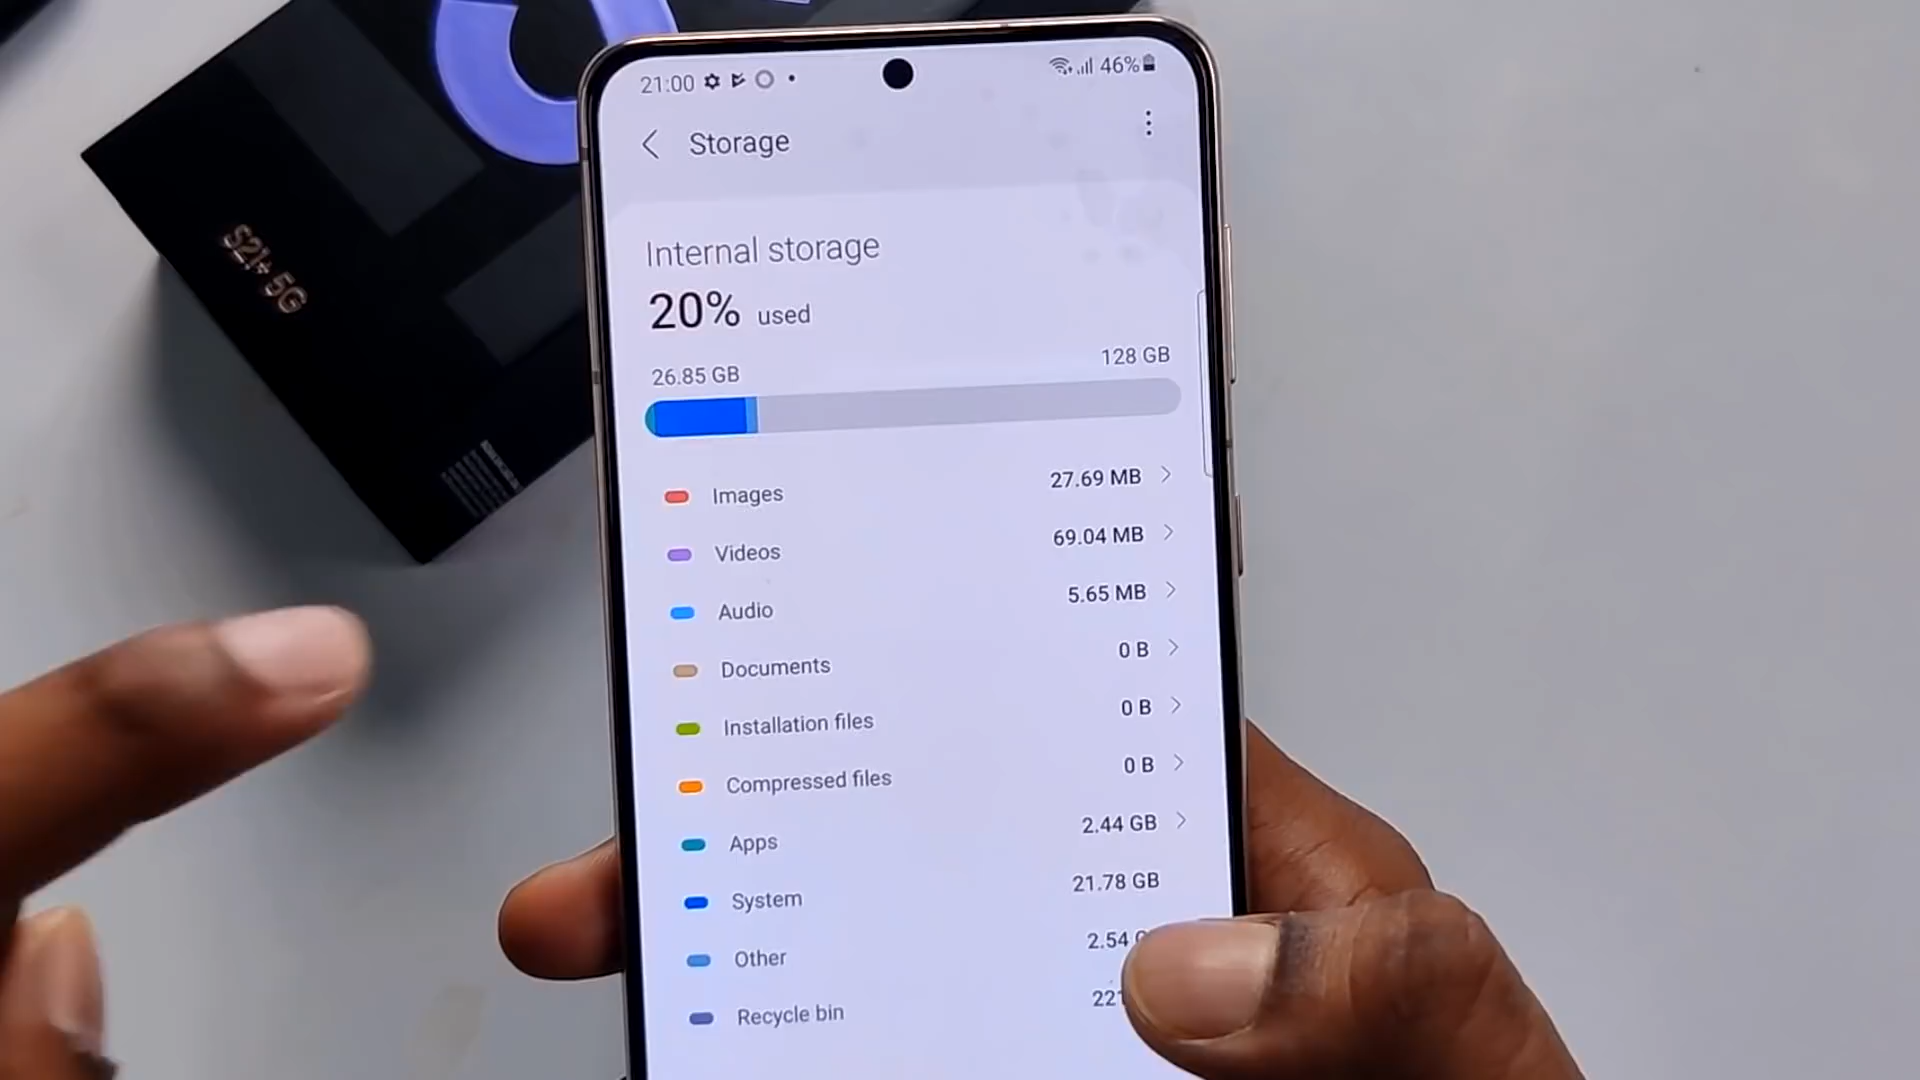 21:00
46%
Storage
Internal storage
20% used
26.85 GB
128 GB
Images 27.69 MB
Videos 69.04 MB
Audio 5.65 MB
Documents 0 B
Installation files 0 B
Compressed files 0 B
Apps 2.44 GB
System 21.78 GB
Other 2.54
Recycle bin
S21+ 5G